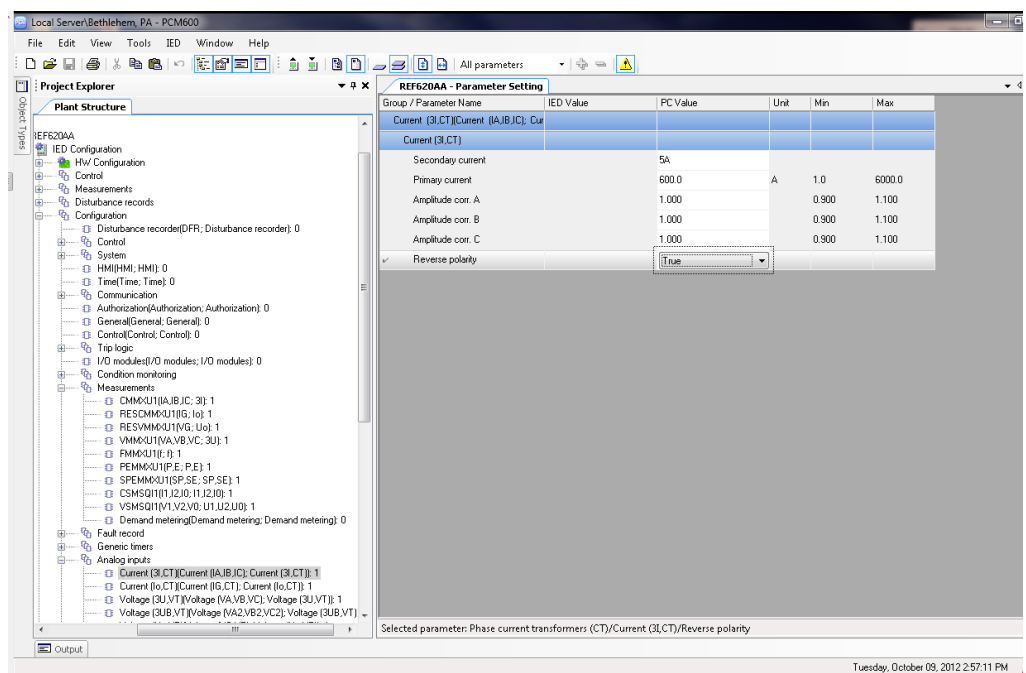 Local Server\Bethlehem, PA - PCM600
File Edit View Tools IED Window Help
All parameters
Project Explorer
Plant Structure
Object Types
REF620AA
IED Configuration
HW Configuration
Control
Measurements
Disturbance records
Configuration
Disturbance recorder(DFR; Disturbance recorder): 0
Control
System
HMI(HMI; HMI): 0
Time(Time; Time): 0
Communication
Authorization(Authorization; Authorization): 0
General(General; General): 0
Control(Control; Control): 0
Trip logic
I/O modules(I/O modules; I/O modules): 0
Condition monitoring
Measurements
CMMXU1(IA,IB,IC; 3I): 1
RESCMMXU1(IG; Io): 1
RESVMMXU1(VG; Uo): 1
VMMXU1(VA,VB,VC; 3U): 1
FMMXU1(f; f): 1
PEMMXU1(P,E; P,E): 1
SPEMMXU1(SP,SE; SP,SE): 1
CSMSQI1(I1,I2,I0; I1,I2,I0): 1
VSMSQI1(V1,V2,V0; U1,U2,U0): 1
Demand metering(Demand metering; Demand metering): 0
Fault record
Generic timers
Analog inputs
Current (3I,CT)(Current (IA,IB,IC); Current (3I,CT)): 1
Current (Io,CT)(Current (IG,CT); Current (Io,CT)): 1
Voltage (3U,VT)(Voltage (VA,VB,VC); Voltage (3U,VT)): 1
Voltage (3UB,VT)(Voltage (VA2,VB2,VC2); Voltage (3UB,VT)
REF620AA - Parameter Setting
Group / Parameter Name IED Value PC Value Unit Min Max
Current (3I,CT)(Current (IA,IB,IC); Cur
Current (3I,CT)
Secondary current 5A
Primary current 600.0 A 1.0 6000.0
Amplitude corr. A 1.000 0.900 1.100
Amplitude corr. B 1.000 0.900 1.100
Amplitude corr. C 1.000 0.900 1.100
Reverse polarity True
Selected parameter: Phase current transformers (CT)/Current (3I,CT)/Reverse polarity
Output
Tuesday, October 09, 2012 2:57:11 PM